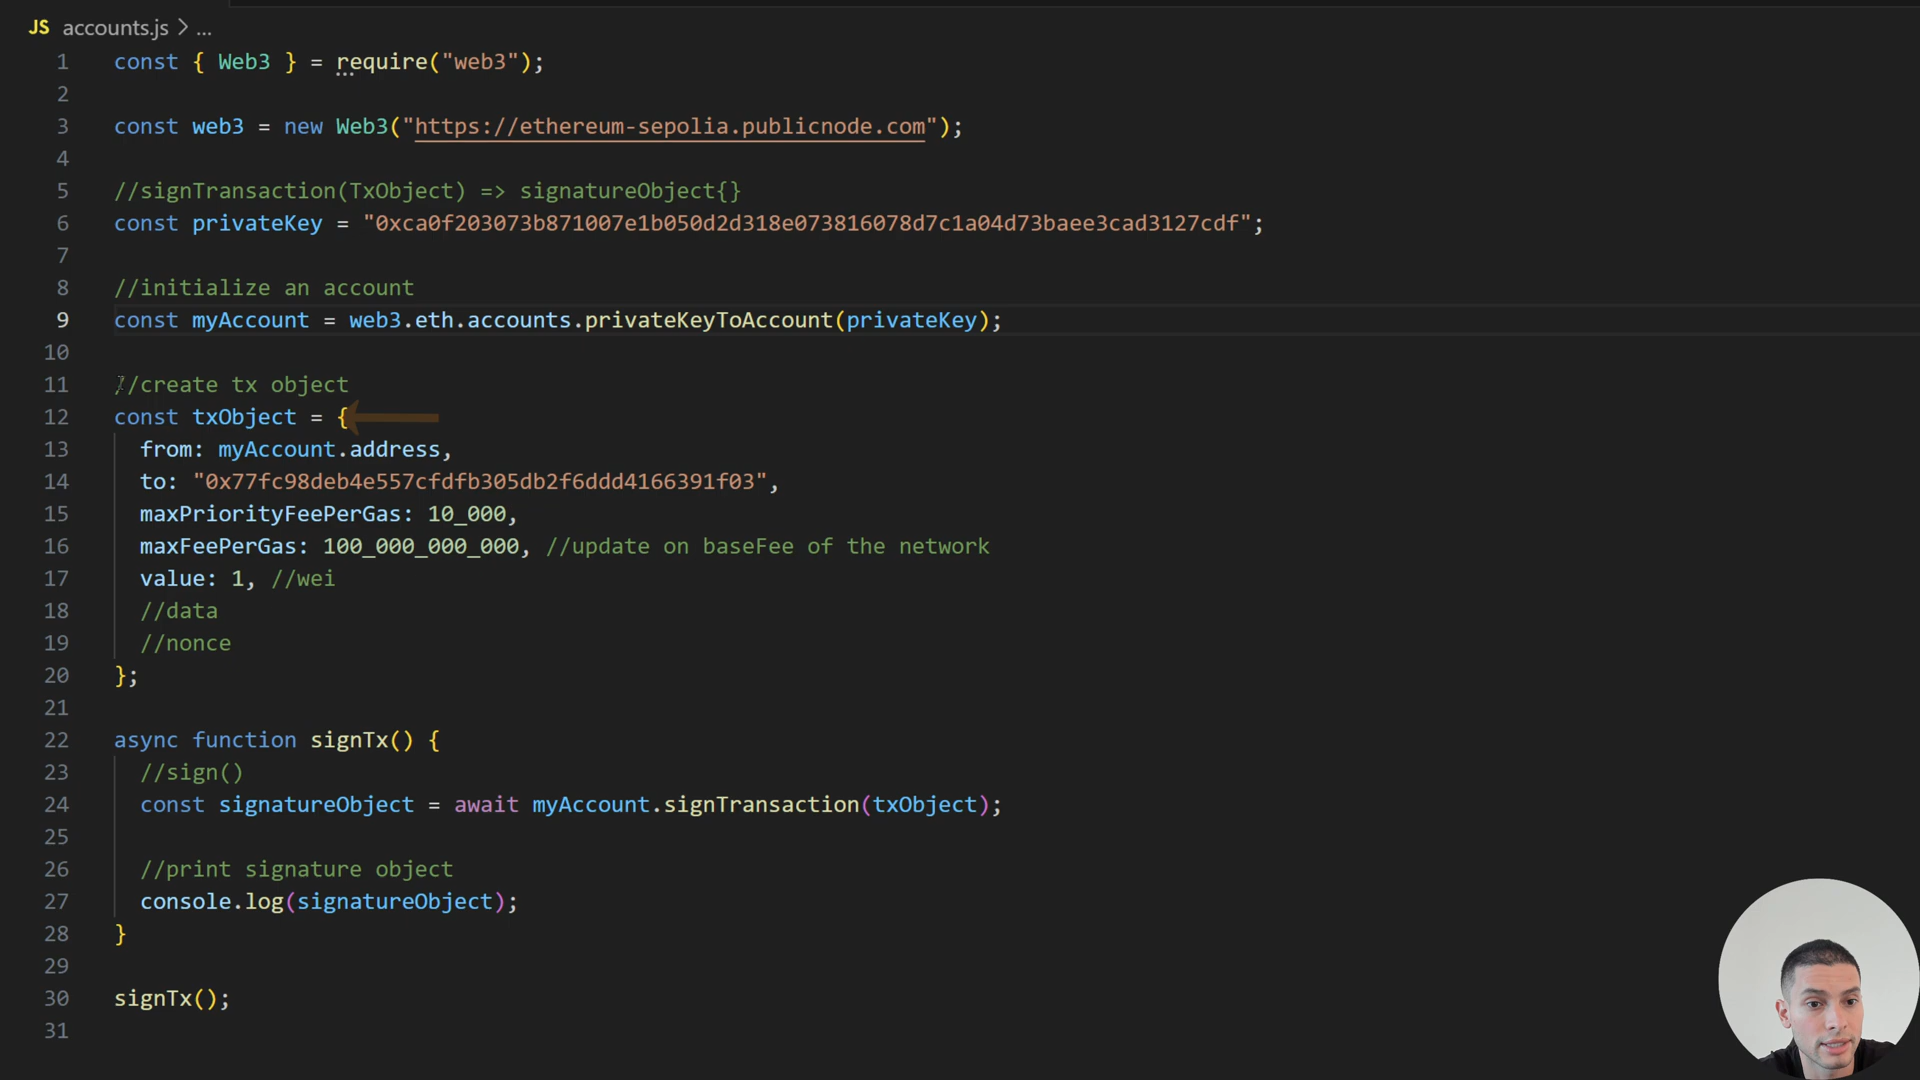 JS accounts.js > ...
1 const { Web3 } = require("web3");
2
3 const web3 = new Web3("https://ethereum-sepolia.publicnode.com");
4
5 //signTransaction(TxObject) => signatureObject{}
6 const privateKey = "0xca0f203073b871007e1b050d2d318e073816078d7c1a04d73baee3cad3127cdf";
7
8 //initialize an account
9 const myAccount = web3.eth.accounts.privateKeyToAccount(privateKey);
10
11 //create tx object
12 const txObject = {
13 from: myAccount.address,
14 to: "0x77fc98deb4e557cfdfb305db2f6ddd4166391f03",
15 maxPriorityFeePerGas: 10_000,
16 maxFeePerGas: 100_000_000_000, //update on baseFee of the network
17 value: 1, //wei
18 //data
19 //nonce
20 };
21
22 async function signTx() {
23 //sign()
24 const signatureObject = await myAccount.signTransaction(txObject);
25
26 //print signature object
27 console.log(signatureObject);
28 }
29
30 signTx();
31